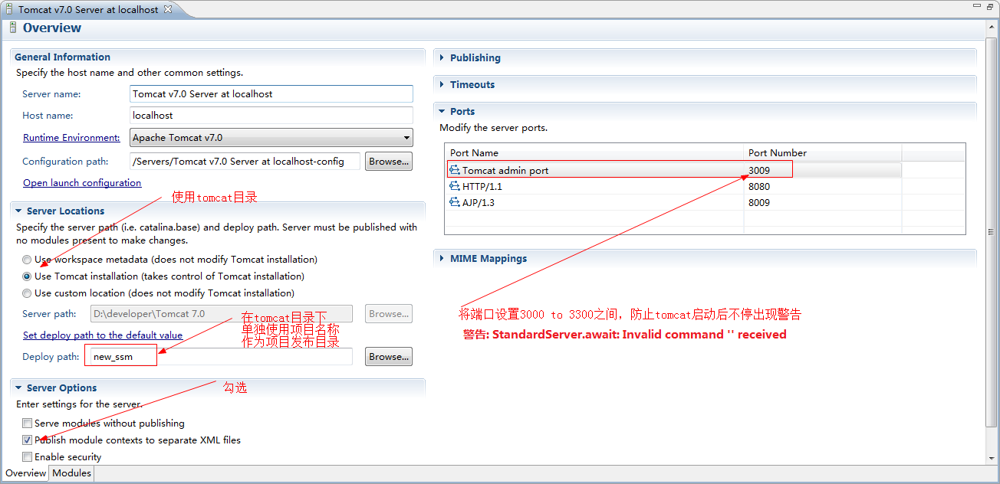 Tomcat v7.0 Server at localhost
Overview
General Information
Specify the host name and other common settings.
Server name: Tomcat v7.0 Server at localhost
Host name: localhost
Runtime Environment: Apache Tomcat v7.0
Configuration path: /Servers/Tomcat v7.0 Server at localhost-config Browse...
Open launch configuration
使用tomcat目录
Server Locations
Specify the server path (i.e. catalina.base) and deploy path. Server must be published with
no modules present to make changes.
Use workspace metadata (does not modify Tomcat installation)
Use Tomcat installation (takes control of Tomcat installation)
Use custom location (does not modify Tomcat installation)
Server path: D:\developer\Tomcat 7.0 Browse...
在tomcat目录下
单独使用项目名称
作为项目发布目录
Set deploy path to the default value
Deploy path: new_ssm Browse...
Server Options
勾选
Enter settings for the server.
Serve modules without publishing
Publish module contexts to separate XML files
Enable security
Publishing
Timeouts
Ports
Modify the server ports.
Port Name Port Number
Tomcat admin port 3009
HTTP/1.1 8080
AJP/1.3 8009
MIME Mappings
将端口设置3000 to 3300之间，防止tomcat启动后不停出现警告
警告: StandardServer.await: Invalid command '' received
Overview Modules